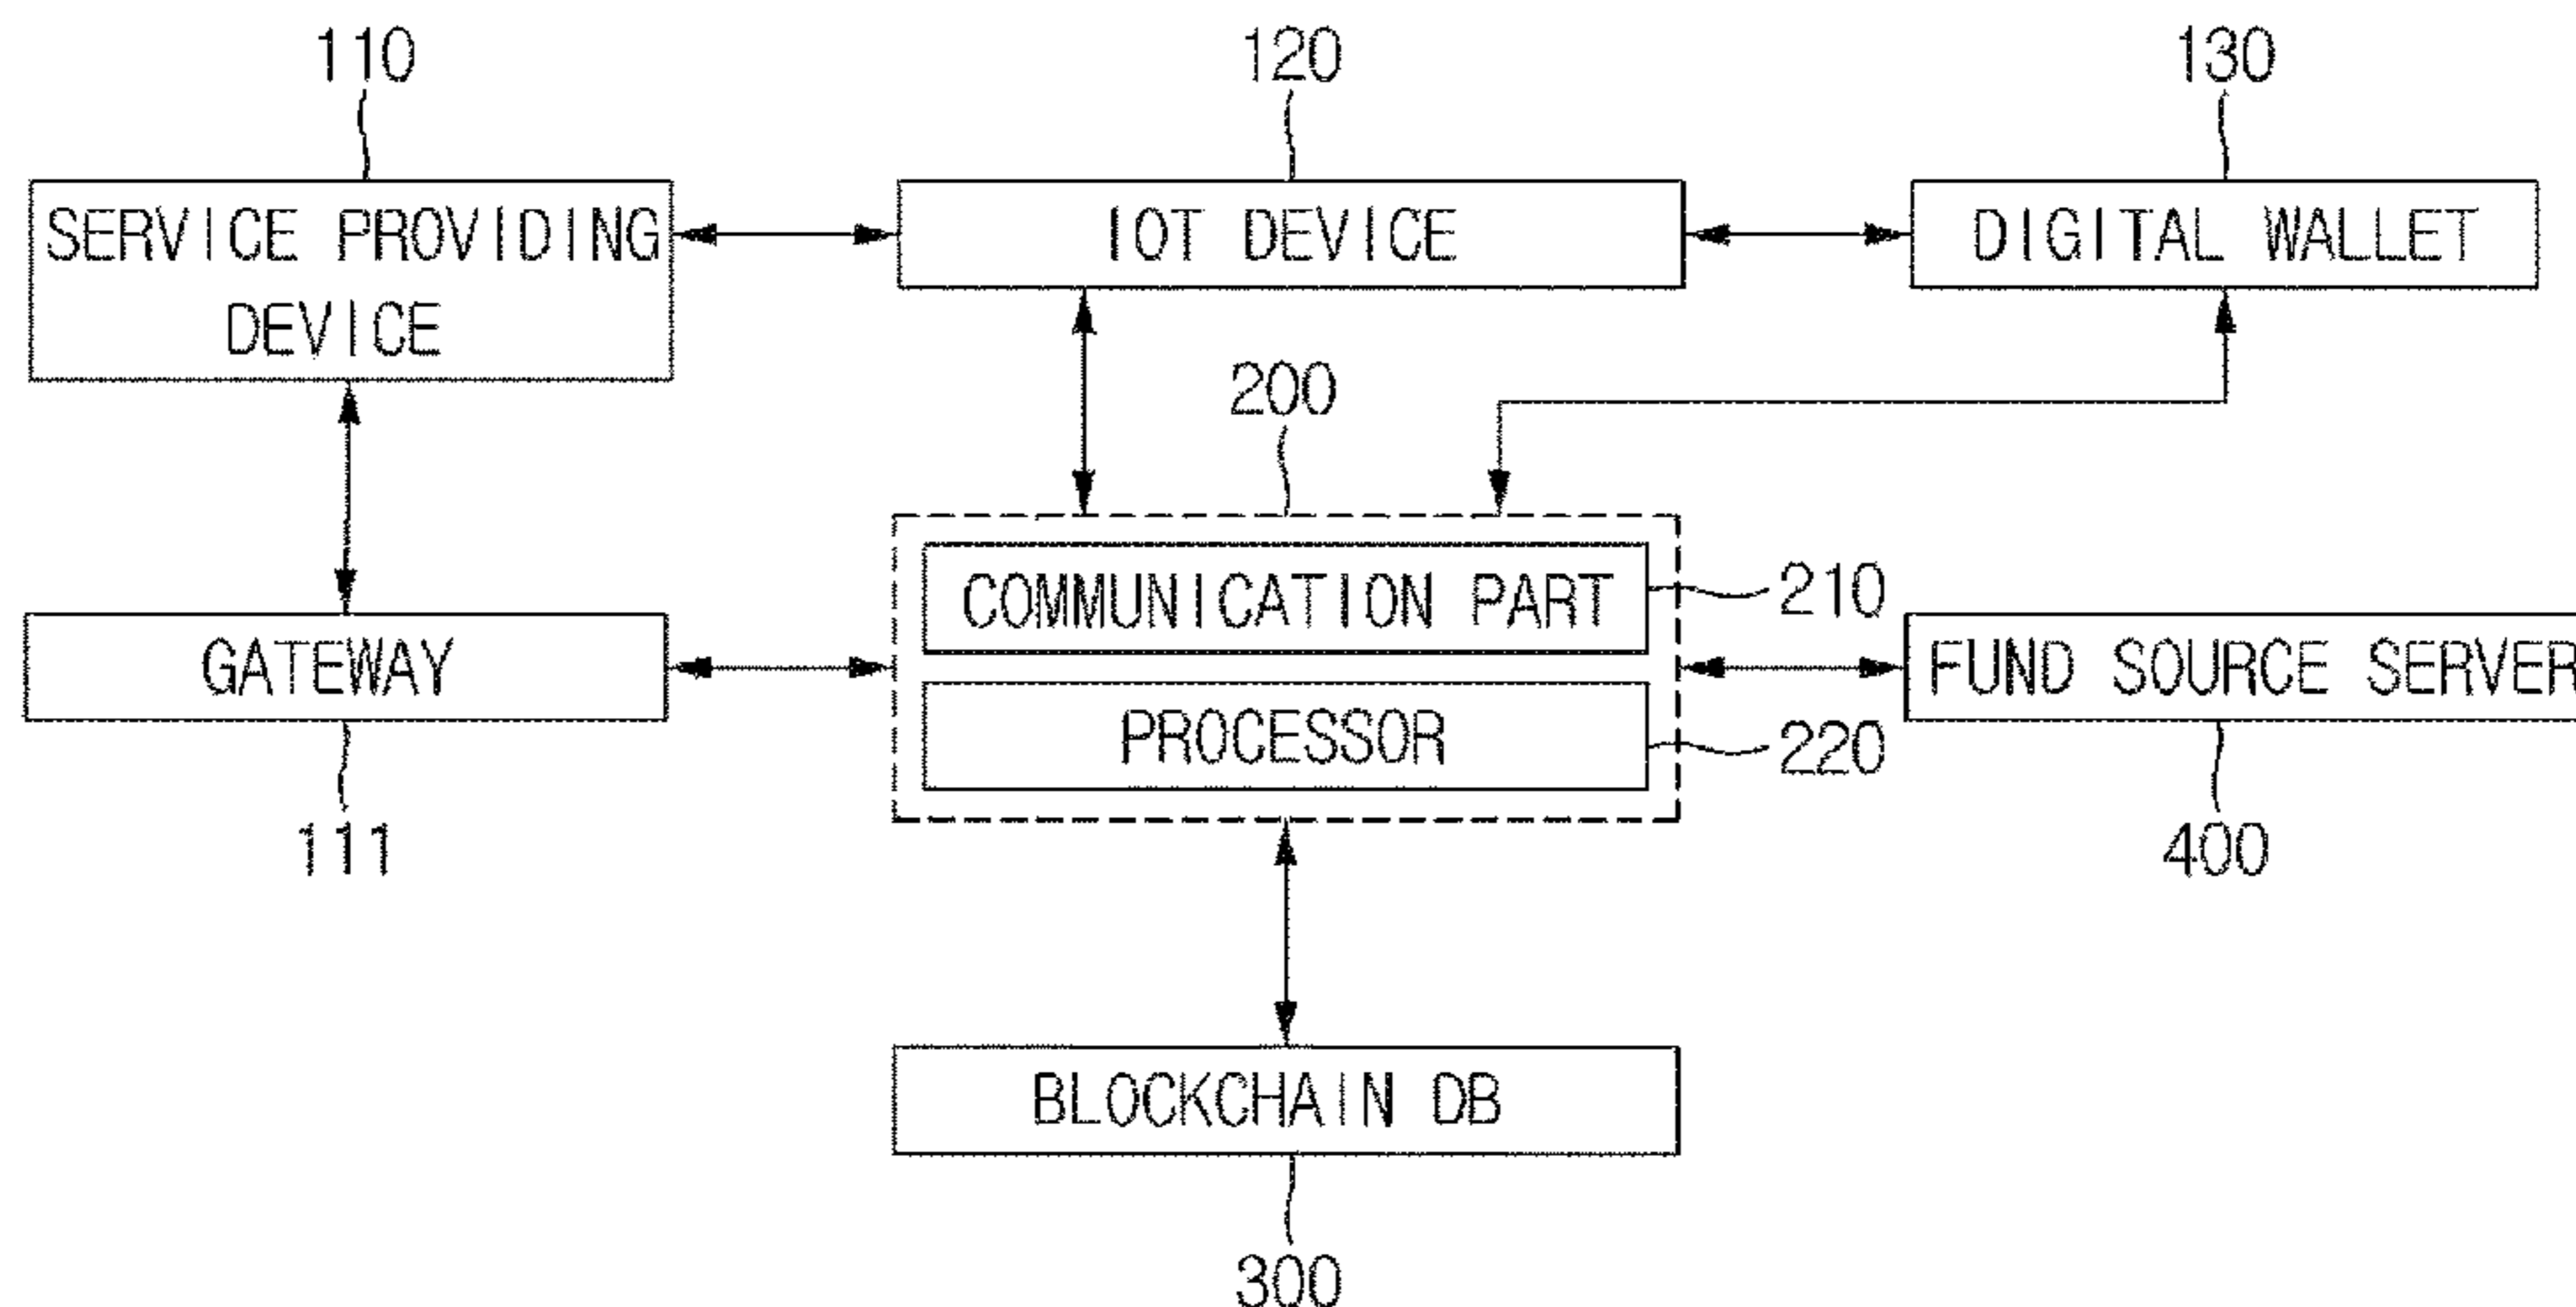 110
120
130
SERVICE PROVIDING
DEVICE
IOT DEVICE
DIGITAL WALLET
200
COMMUNICATION PART
210
GATEWAY
FUND SOURCE SERVER
PROCESSOR
220
111
400
BLOCKCHAIN DB
300